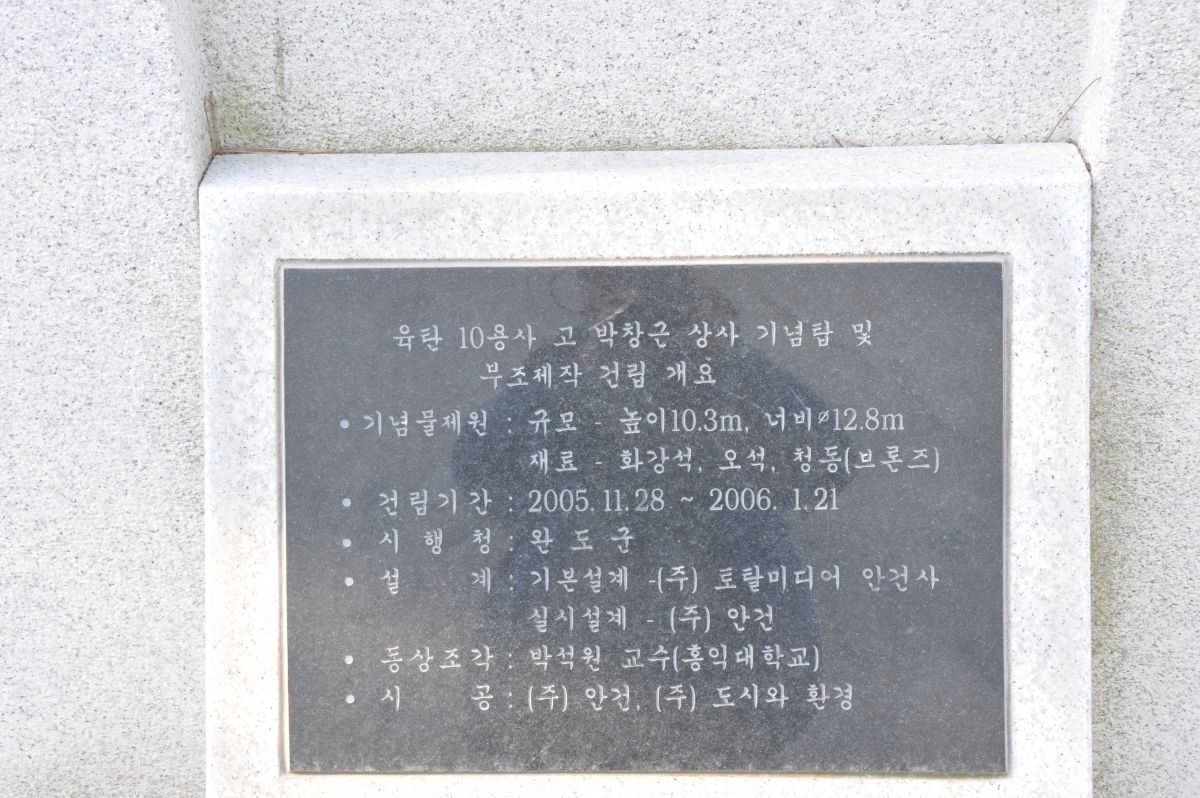 육탄 10용사 고 박창근 상사 기념탑 및
부조제작 건립 개요
• 기념물제원 : 규모 - 높이10.3m, 너비∅12.8m
재료 - 화강석, 오석, 청동(브론즈)
• 건립기간 : 2005. 11. 28 ~ 2006. 1. 21
• 시 행 청 : 완 도 군
• 설 계 : 기본설계 -(주) 토탈미디어 안건사
실시설계 - (주) 안건
• 동상조각 : 박석원 교수(홍익대학교)
• 시 공 : (주) 안건, (주) 도시와 환경